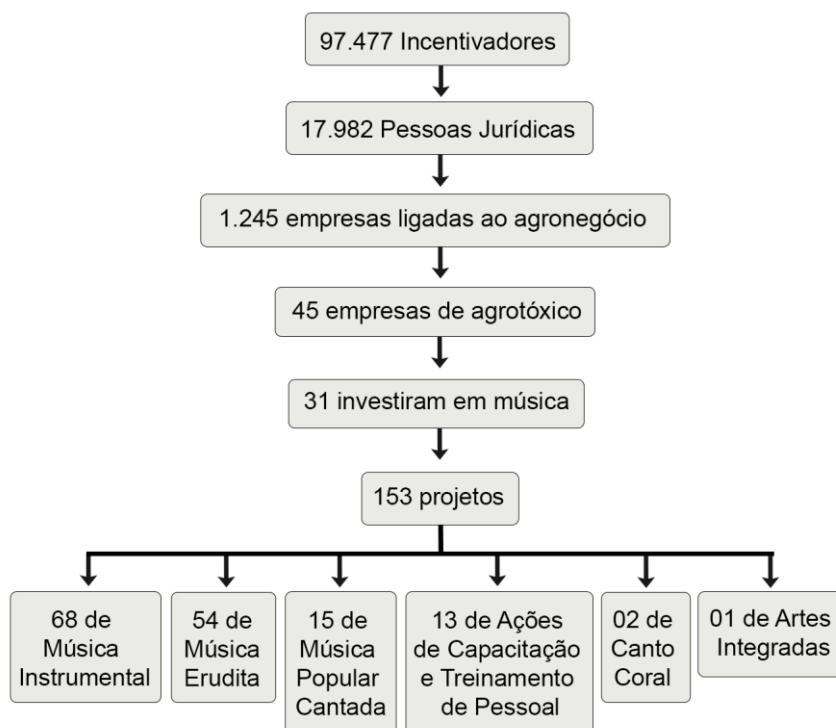 97.477 Incentivadores
17.982 Pessoas Jurídicas
1.245 empresas ligadas ao agronegócio
45 empresas de agrotóxico
31 investiram em música
153 projetos
68 de
Música
Instrumental
54 de
Música
Erudita
15 de
Música
Popular
Cantada
13 de Ações
de Capacitação
e Treinamento
de Pessoal
02 de
Canto
Coral
01 de Artes
Integradas